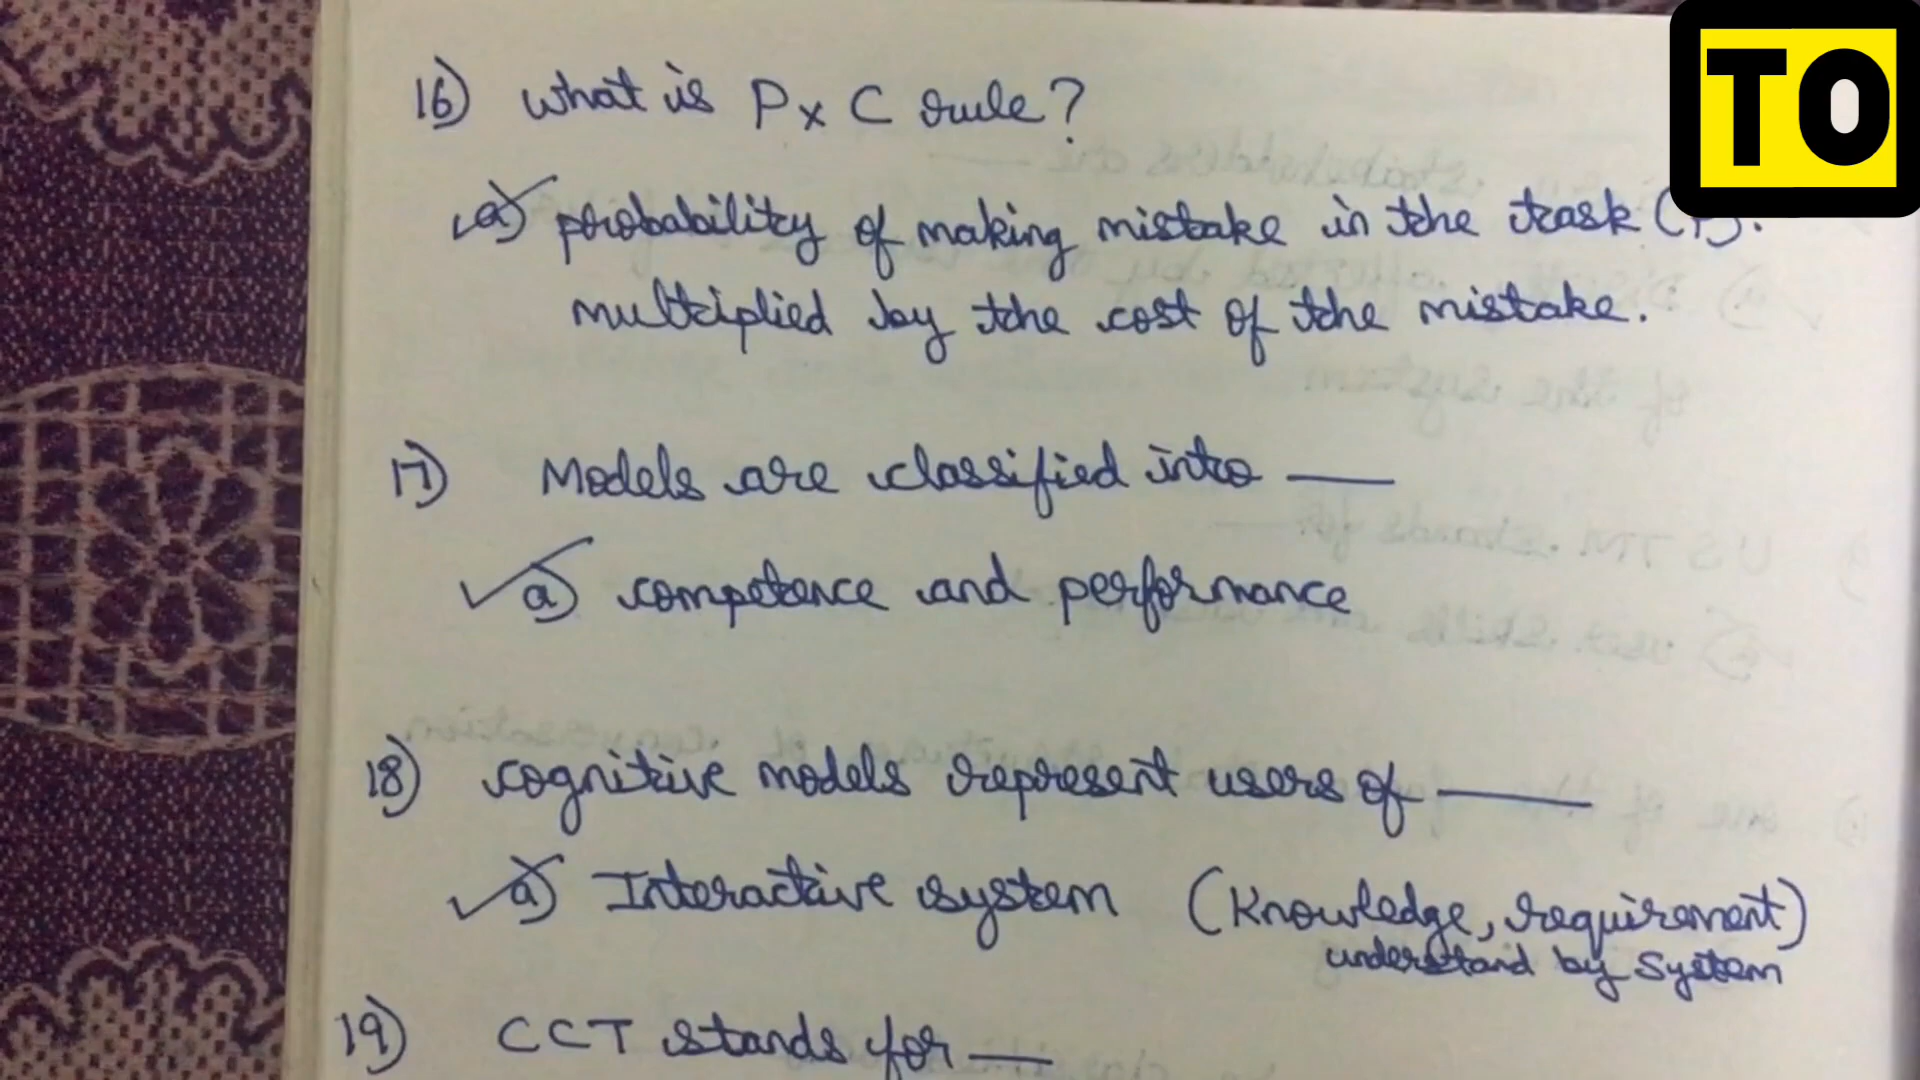 TO
16) What is P x C rule?
a) probability of making mistake in the task
multiplied by the cost of the mistake.
17) Models are classified into ___
a) competence and performance
18) cognitive models represent users of ___
a) Interactive system (Knowledge, requirement)
understand by System
19) CCT stands for ___